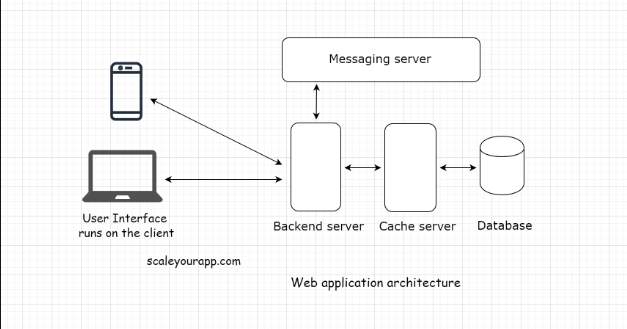 Messaging server
User Interface
runs on the client
Backend server
Cache server
Database
scaleyourapp.com
Web application architecture